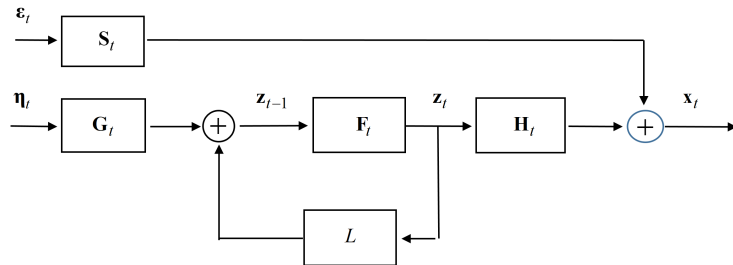 ε_t
S_t
η_t
G_t
+
z_{t−1}
F_t
z_t
H_t
+
x_t
L